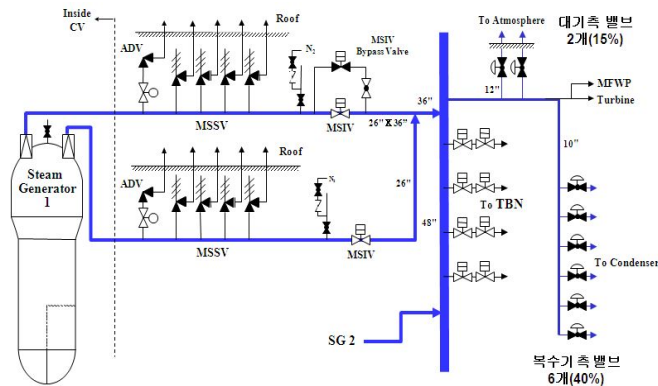 Inside
CV
Roof
ADV
N₂
MSIV
Bypass Valve
MSSV
MSIV
26"X36"
36"
To Atmosphere
대기측 밸브
2개(15%)
12"
MFWP
Turbine
10"
Steam
Generator
1
Roof
ADV
N₂
MSSV
MSIV
26"
48"
To TBN
To Condenser
SG 2
복수기측 밸브
6개(40%)